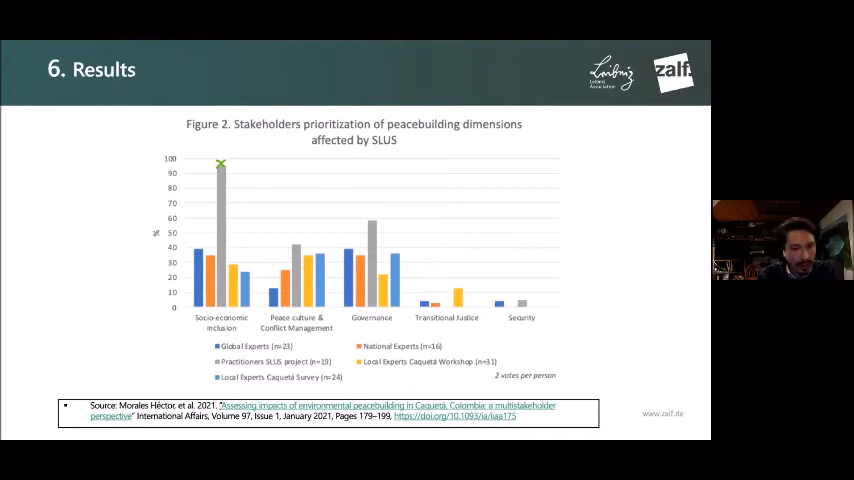 6. Results
Leibniz
Leibniz
Association
zalf.
Figure 2. Stakeholders prioritization of peacebuilding dimensions
affected by SLUS
100
90
80
70
60
50
40
30
20
10
0
%
Socio-economic
inclusion
Peace culture &
Conflict Management
Governance
Transitional Justice
Security
Global Experts (n=23)
National Experts (n=16)
Practitioners SLUS project (n=19)
Local Experts Caquetá Workshop (n=31)
Local Experts Caquetá Survey (n=24)
2 votes per person
Source: Morales Héctor, et al. 2021. "Assessing impacts of environmental peacebuilding in Caquetá, Colombia: a multistakeholder
perspective" International Affairs, Volume 97, Issue 1, January 2021, Pages 179–199, https://doi.org/10.1093/ia/iiaa175
www.zalf.de